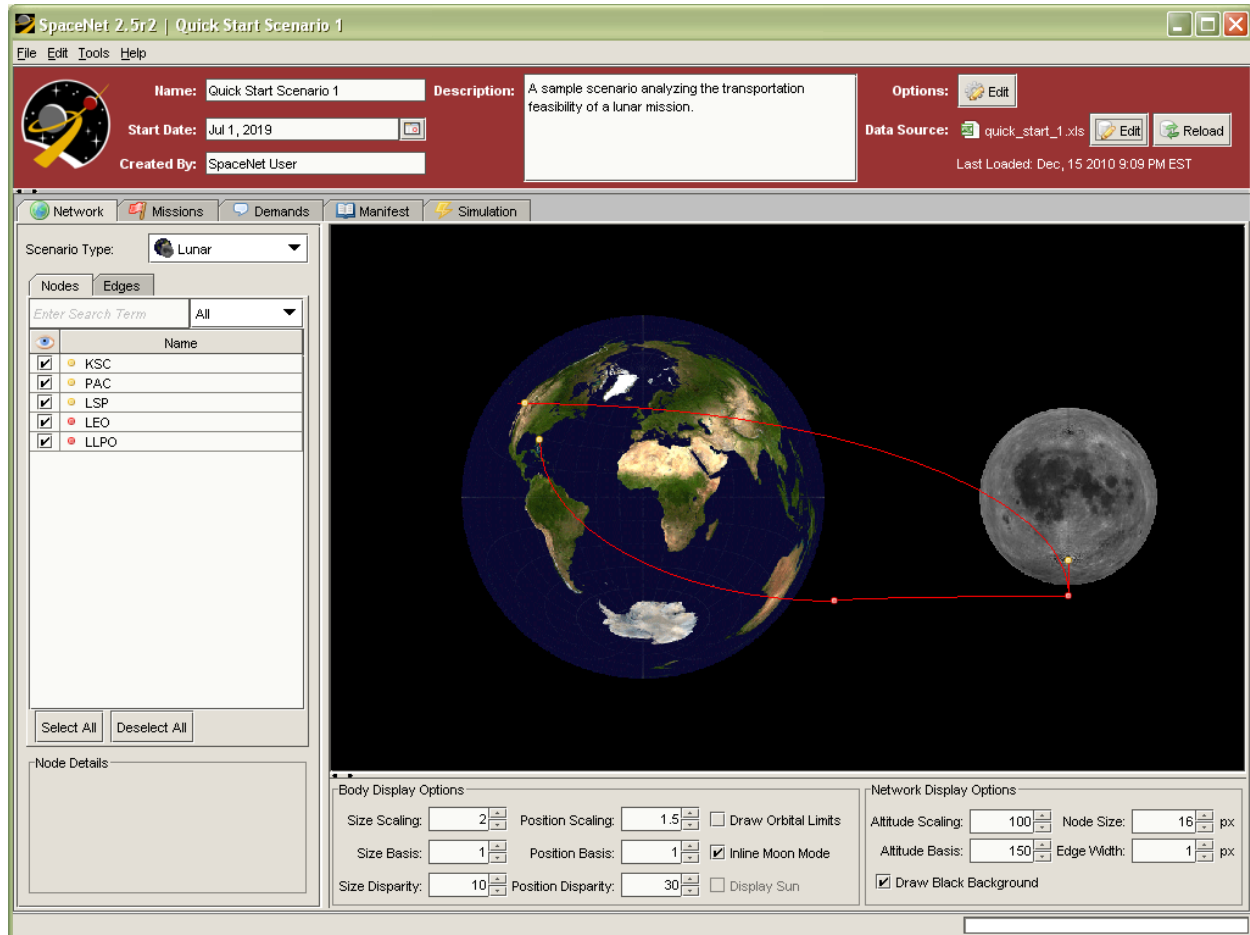 SpaceNet 2.5r2 | Quick Start Scenario 1
File Edit Tools Help
Name: Quick Start Scenario 1
Start Date: Jul 1, 2019
Created By: SpaceNet User
Description: A sample scenario analyzing the transportation
feasibility of a lunar mission.
Options: Edit
Data Source: quick_start_1.xls Edit Reload
Last Loaded: Dec, 15 2010 9:09 PM EST
Network Missions Demands Manifest Simulation
Scenario Type: Lunar
Nodes Edges
Enter Search Term All
Name
KSC
PAC
LSP
LEO
LLPO
Select All Deselect All
Node Details
Body Display Options
Size Scaling: 2 Position Scaling: 1.5 Draw Orbital Limits
Size Basis: 1 Position Basis: 1 Inline Moon Mode
Size Disparity: 10 Position Disparity: 30 Display Sun
Network Display Options
Altitude Scaling: 100 Node Size: 16 px
Altitude Basis: 150 Edge Width: 1 px
Draw Black Background